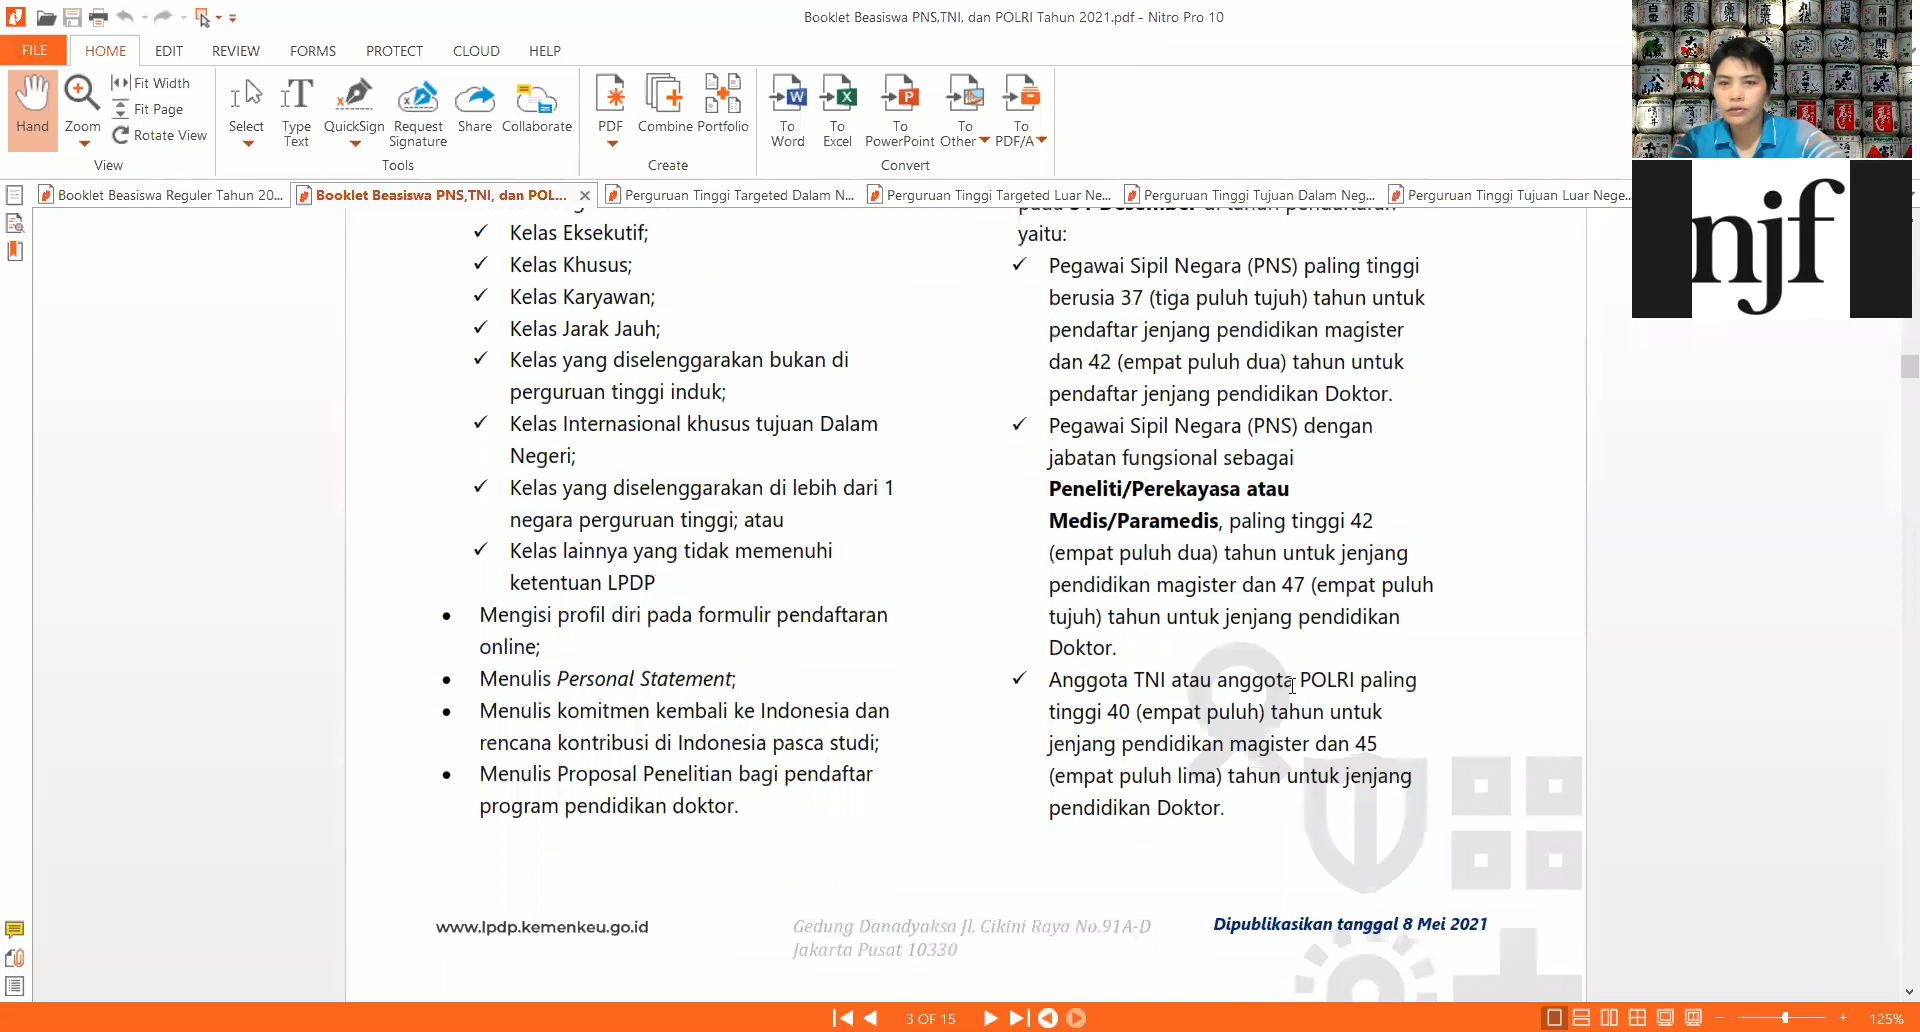 Booklet Beasiswa PNS,TNI, dan POLRI Tahun 2021.pdf - Nitro Pro 10
FILE HOME EDIT REVIEW FORMS PROTECT CLOUD HELP
Hand
Zoom
Fit Width
Fit Page
Rotate View
View
Select
Type Text
QuickSign
Request Signature
Share
Collaborate
Tools
PDF
Combine
Portfolio
Create
To Word
To Excel
To PowerPoint
To Other
To PDF/A
Convert
Booklet Beasiswa Reguler Tahun 20...
Booklet Beasiswa PNS,TNI, dan POL...
Perguruan Tinggi Targeted Dalam N...
Perguruan Tinggi Targeted Luar Ne...
Perguruan Tinggi Tujuan Dalam Neg...
Perguruan Tinggi Tujuan Luar Nege...
njf
✓ Kelas Eksekutif;
✓ Kelas Khusus;
✓ Kelas Karyawan;
✓ Kelas Jarak Jauh;
✓ Kelas yang diselenggarakan bukan di
perguruan tinggi induk;
✓ Kelas Internasional khusus tujuan Dalam
Negeri;
✓ Kelas yang diselenggarakan di lebih dari 1
negara perguruan tinggi; atau
✓ Kelas lainnya yang tidak memenuhi
ketentuan LPDP
• Mengisi profil diri pada formulir pendaftaran
online;
• Menulis Personal Statement;
• Menulis komitmen kembali ke Indonesia dan
rencana kontribusi di Indonesia pasca studi;
• Menulis Proposal Penelitian bagi pendaftar
program pendidikan doktor.
pada 31 Desember di tahun pendaftaran
yaitu:
✓ Pegawai Sipil Negara (PNS) paling tinggi
berusia 37 (tiga puluh tujuh) tahun untuk
pendaftar jenjang pendidikan magister
dan 42 (empat puluh dua) tahun untuk
pendaftar jenjang pendidikan Doktor.
✓ Pegawai Sipil Negara (PNS) dengan
jabatan fungsional sebagai
Peneliti/Perekayasa atau
Medis/Paramedis, paling tinggi 42
(empat puluh dua) tahun untuk jenjang
pendidikan magister dan 47 (empat puluh
tujuh) tahun untuk jenjang pendidikan
Doktor.
✓ Anggota TNI atau anggota POLRI paling
tinggi 40 (empat puluh) tahun untuk
jenjang pendidikan magister dan 45
(empat puluh lima) tahun untuk jenjang
pendidikan Doktor.
www.lpdp.kemenkeu.go.id
Gedung Danadyaksa Jl. Cikini Raya No.91A-D
Jakarta Pusat 10330
Dipublikasikan tanggal 8 Mei 2021
3 OF 15
125%